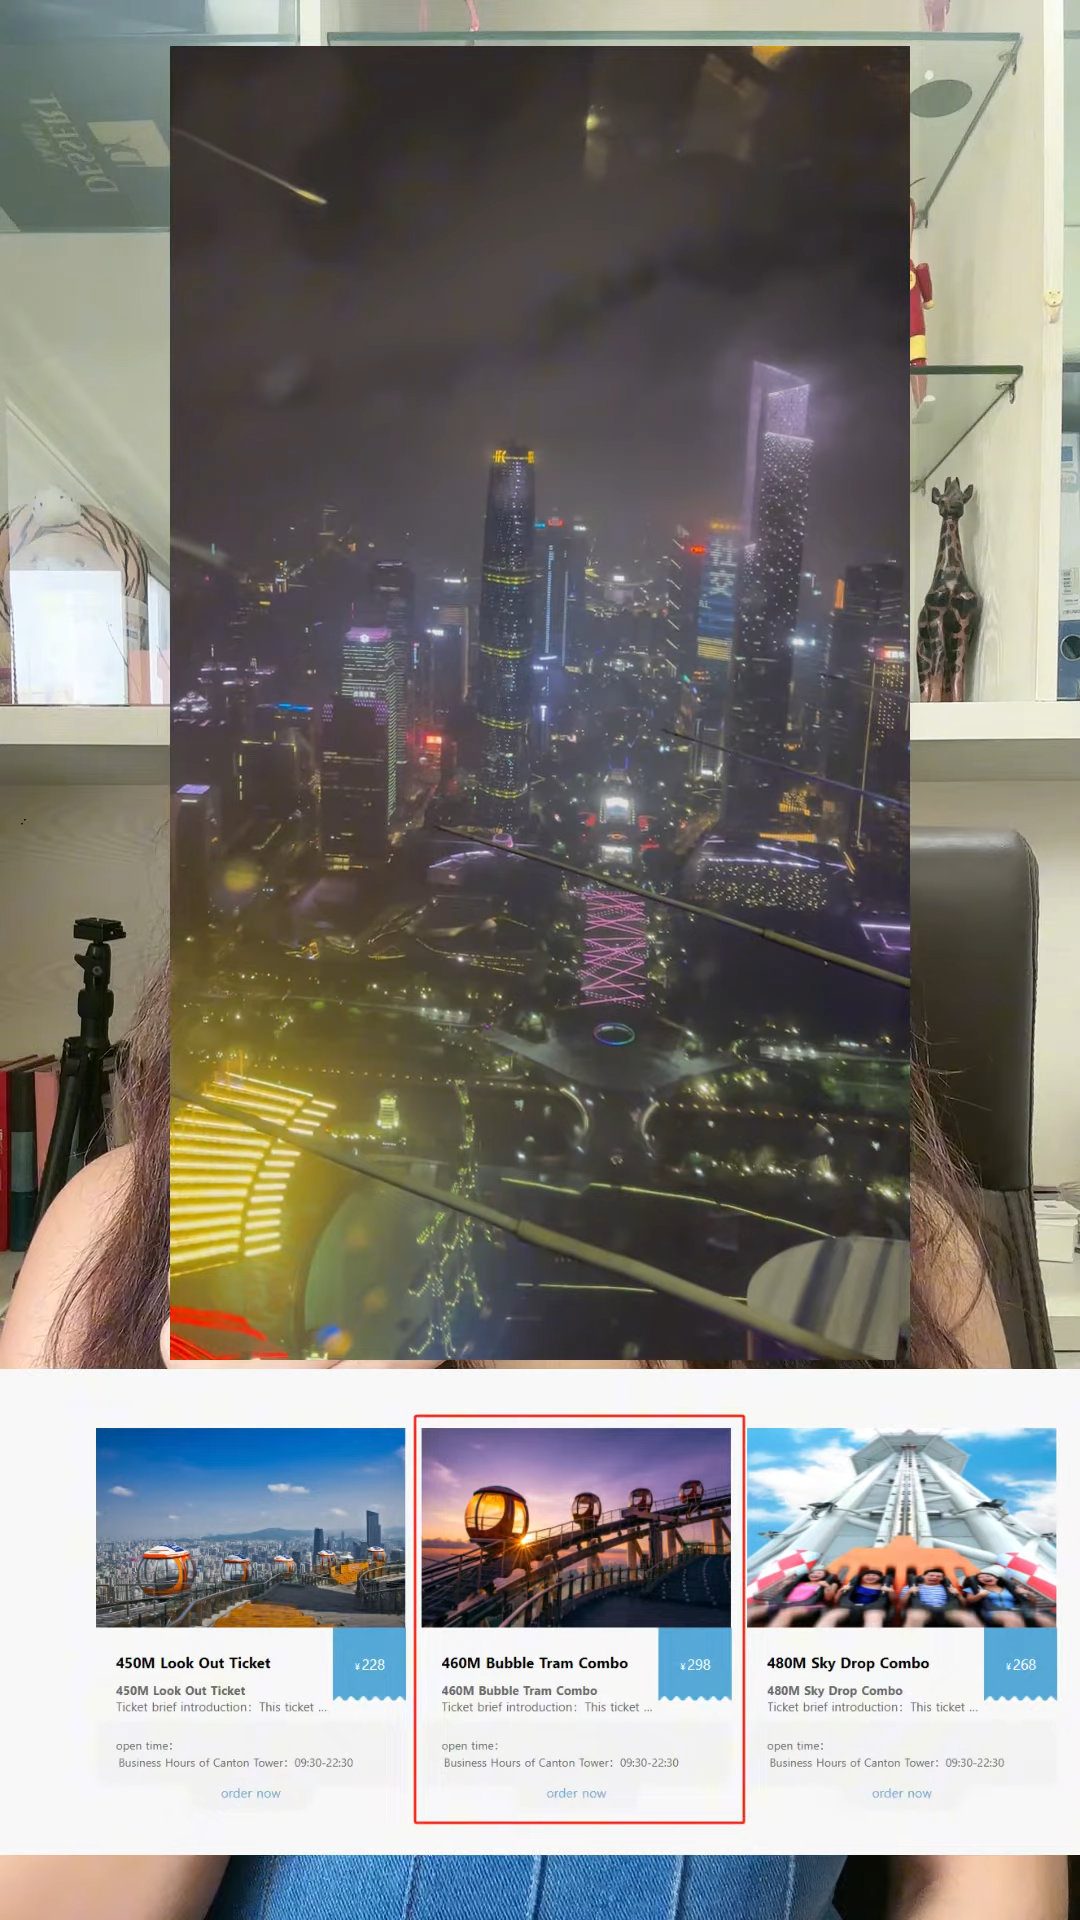 DESSERT
IFC
450M Look Out Ticket
¥228
450M Look Out Ticket
Ticket brief introduction：This ticket ...
open time：
Business Hours of Canton Tower：09:30-22:30
order now
460M Bubble Tram Combo
¥298
460M Bubble Tram Combo
Ticket brief introduction：This ticket ...
open time：
Business Hours of Canton Tower：09:30-22:30
order now
480M Sky Drop Combo
¥268
480M Sky Drop Combo
Ticket brief introduction：This ticket ...
open time：
Business Hours of Canton Tower：09:30-22:30
order now